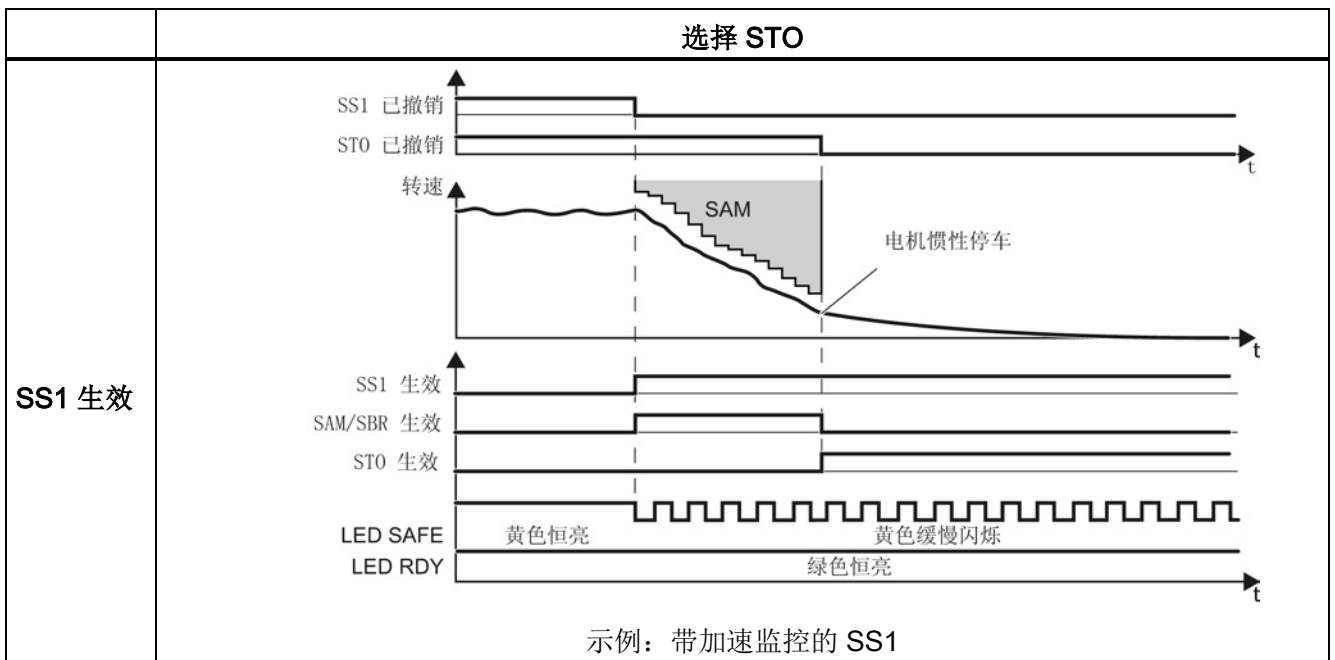 选择 STO
SS1 生效
SS1 已撤销
STO 已撤销
t
转速
SAM
电机惯性停车
t
SS1 生效
SAM/SBR 生效
STO 生效
LED SAFE
黄色恒亮
黄色缓慢闪烁
LED RDY
绿色恒亮
t
示例：带加速监控的 SS1